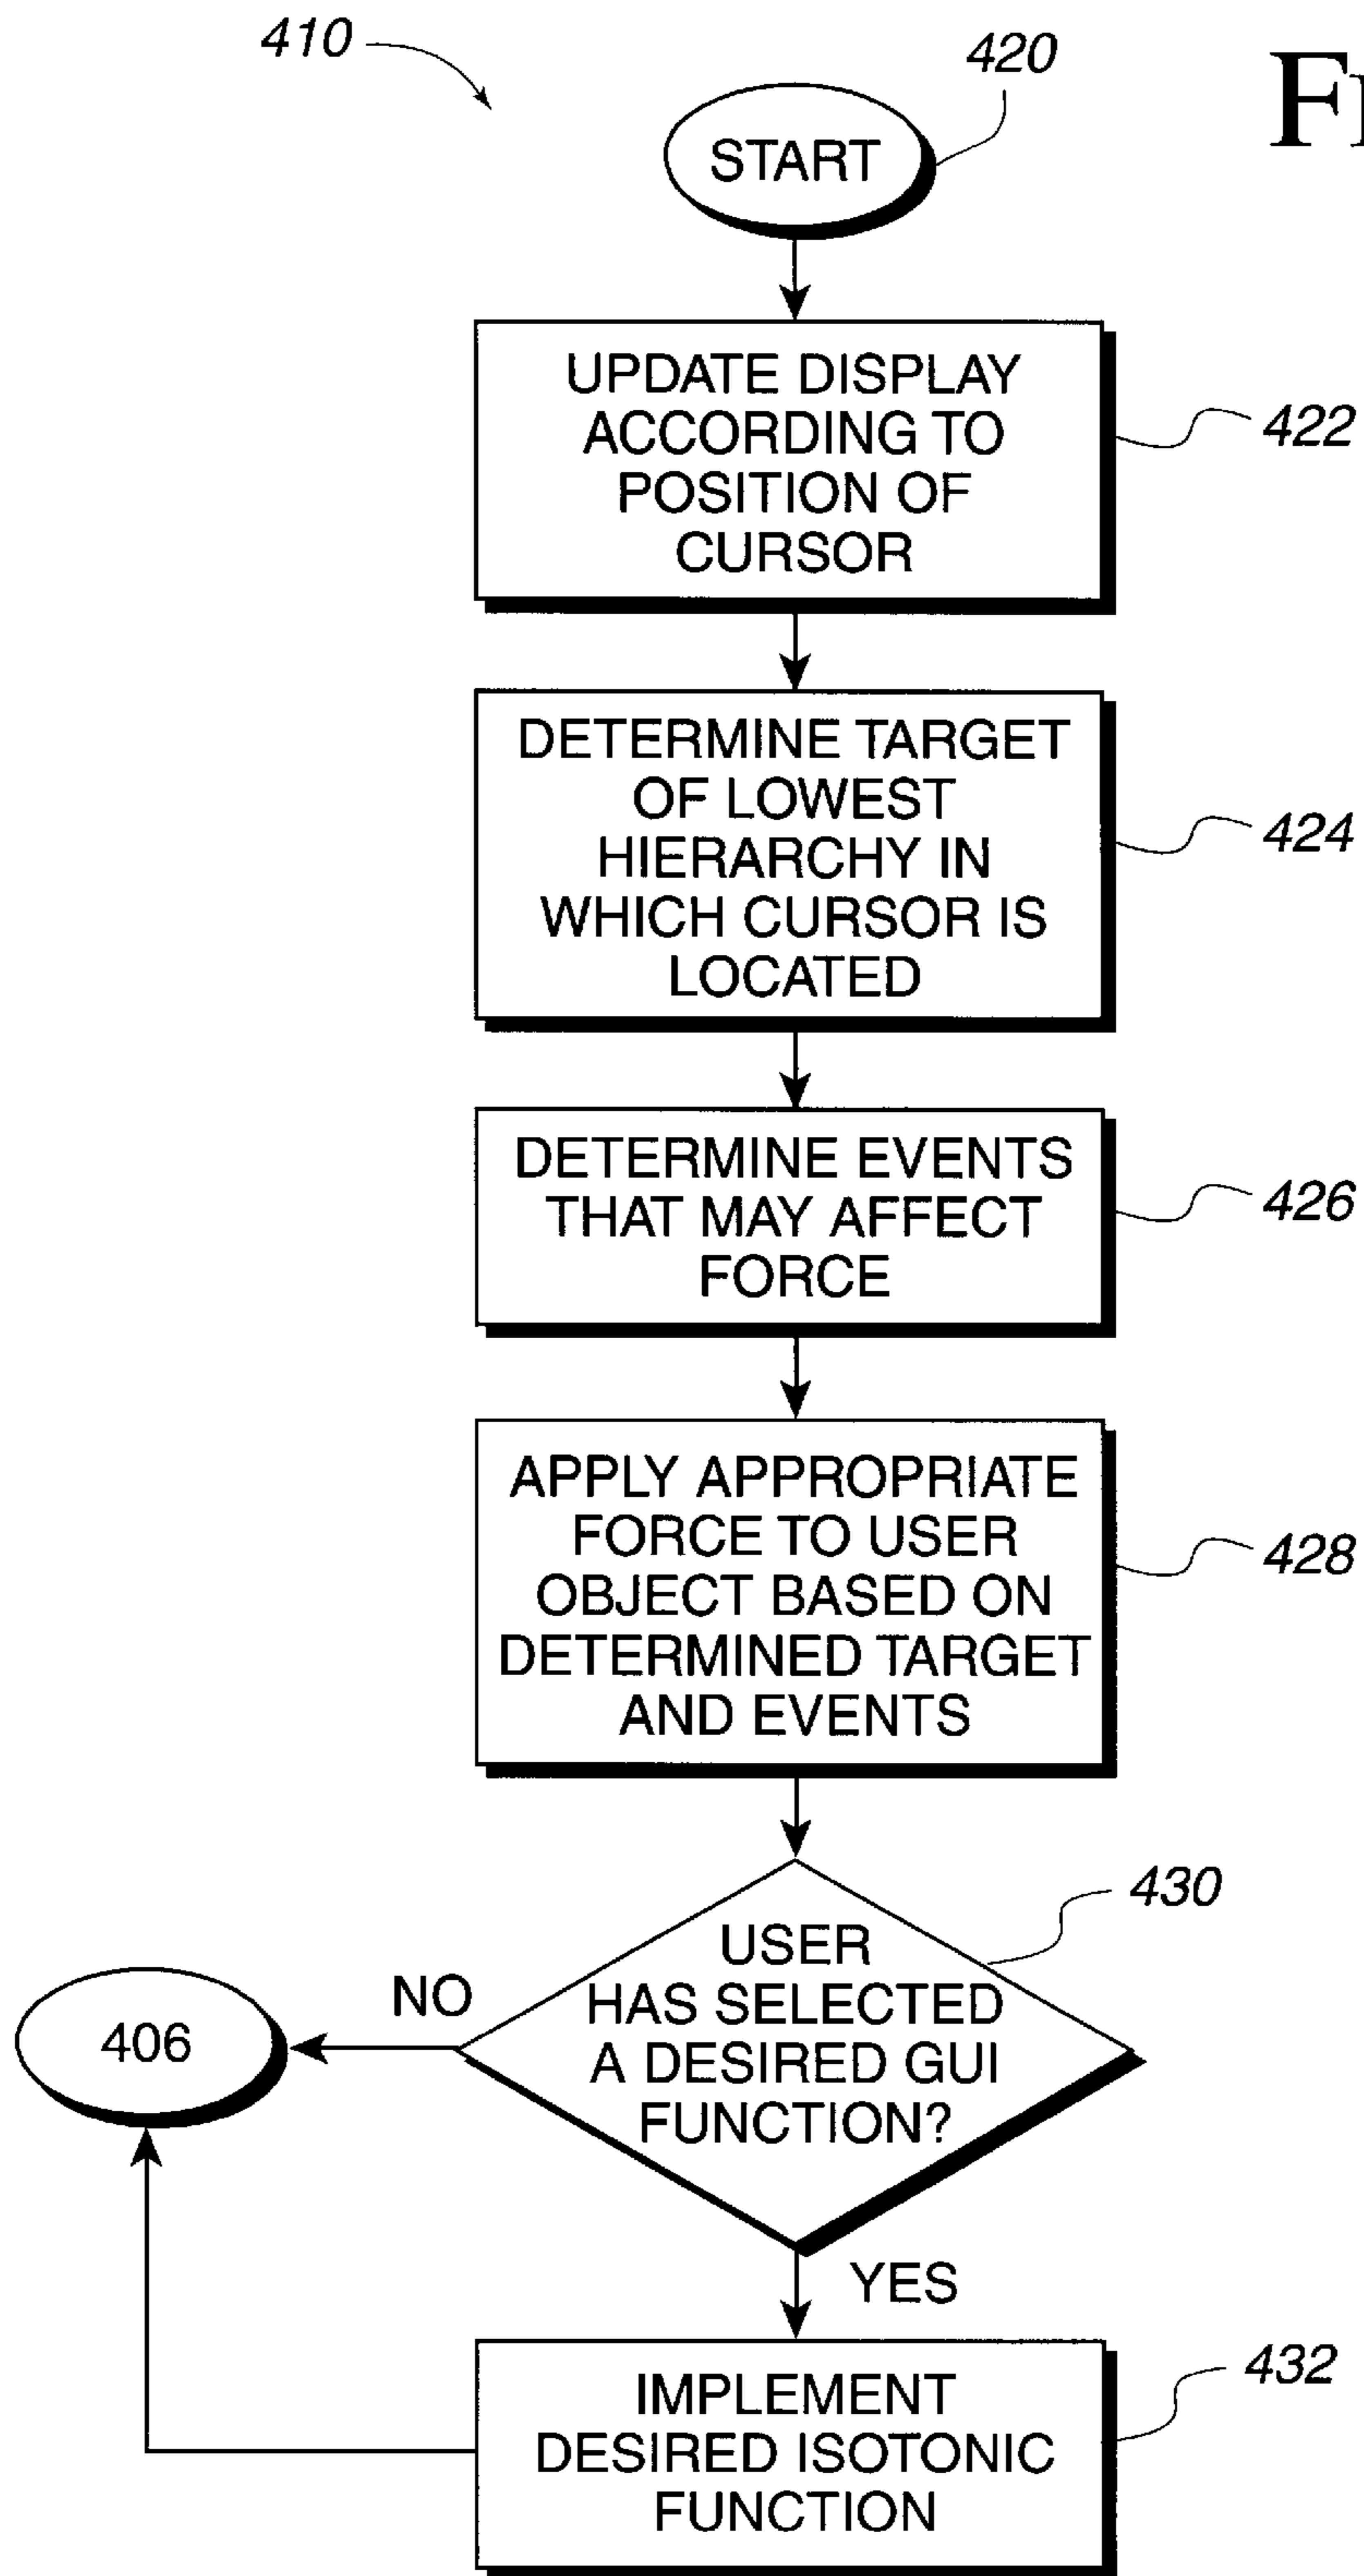 410
420
START
UPDATE DISPLAY
ACCORDING TO
POSITION OF
CURSOR
422
DETERMINE TARGET
OF LOWEST
HIERARCHY IN
WHICH CURSOR IS
LOCATED
424
DETERMINE EVENTS
THAT MAY AFFECT
FORCE
426
APPLY APPROPRIATE
FORCE TO USER
OBJECT BASED ON
DETERMINED TARGET
AND EVENTS
428
430
USER
HAS SELECTED
A DESIRED GUI
FUNCTION?
NO
406
YES
IMPLEMENT
DESIRED ISOTONIC
FUNCTION
432